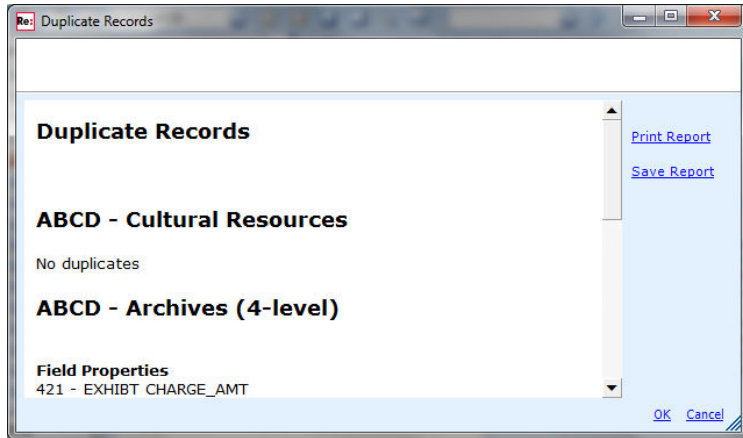 Re: Duplicate Records
Duplicate Records
Print Report
Save Report
ABCD - Cultural Resources
No duplicates
ABCD - Archives (4-level)
Field Properties
421 - EXHIBT CHARGE_AMT
OK Cancel